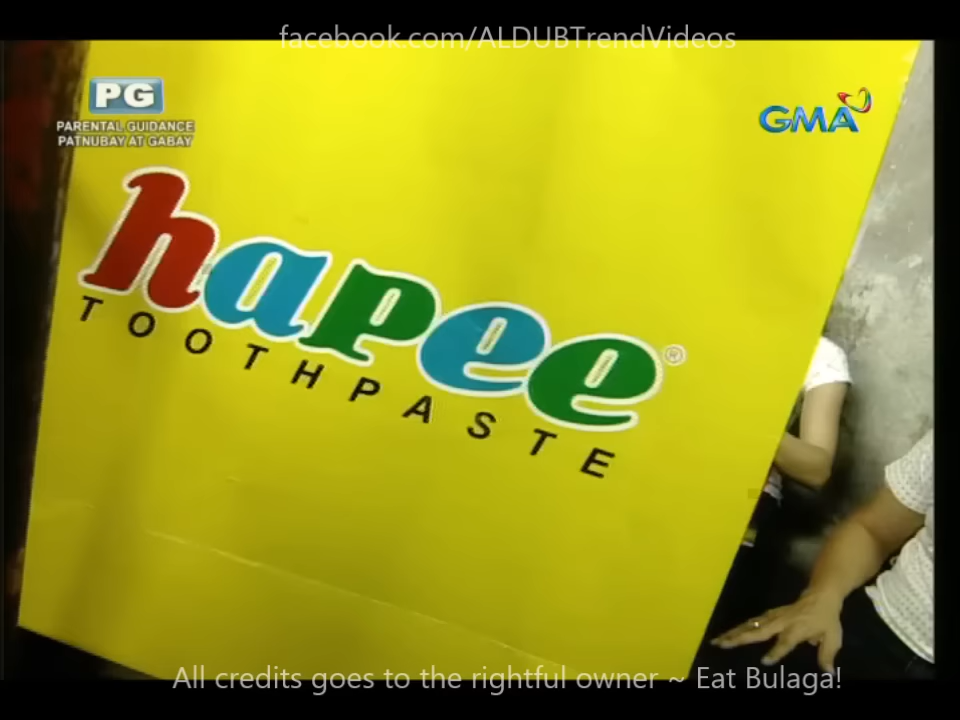 facebook.com/ALDUBTrendVideos
PG
PARENTAL GUIDANCE
PATNUBAY AT GABAY
GMA
hapee®
TOOTHPASTE
All credits goes to the rightful owner ~ Eat Bulaga!